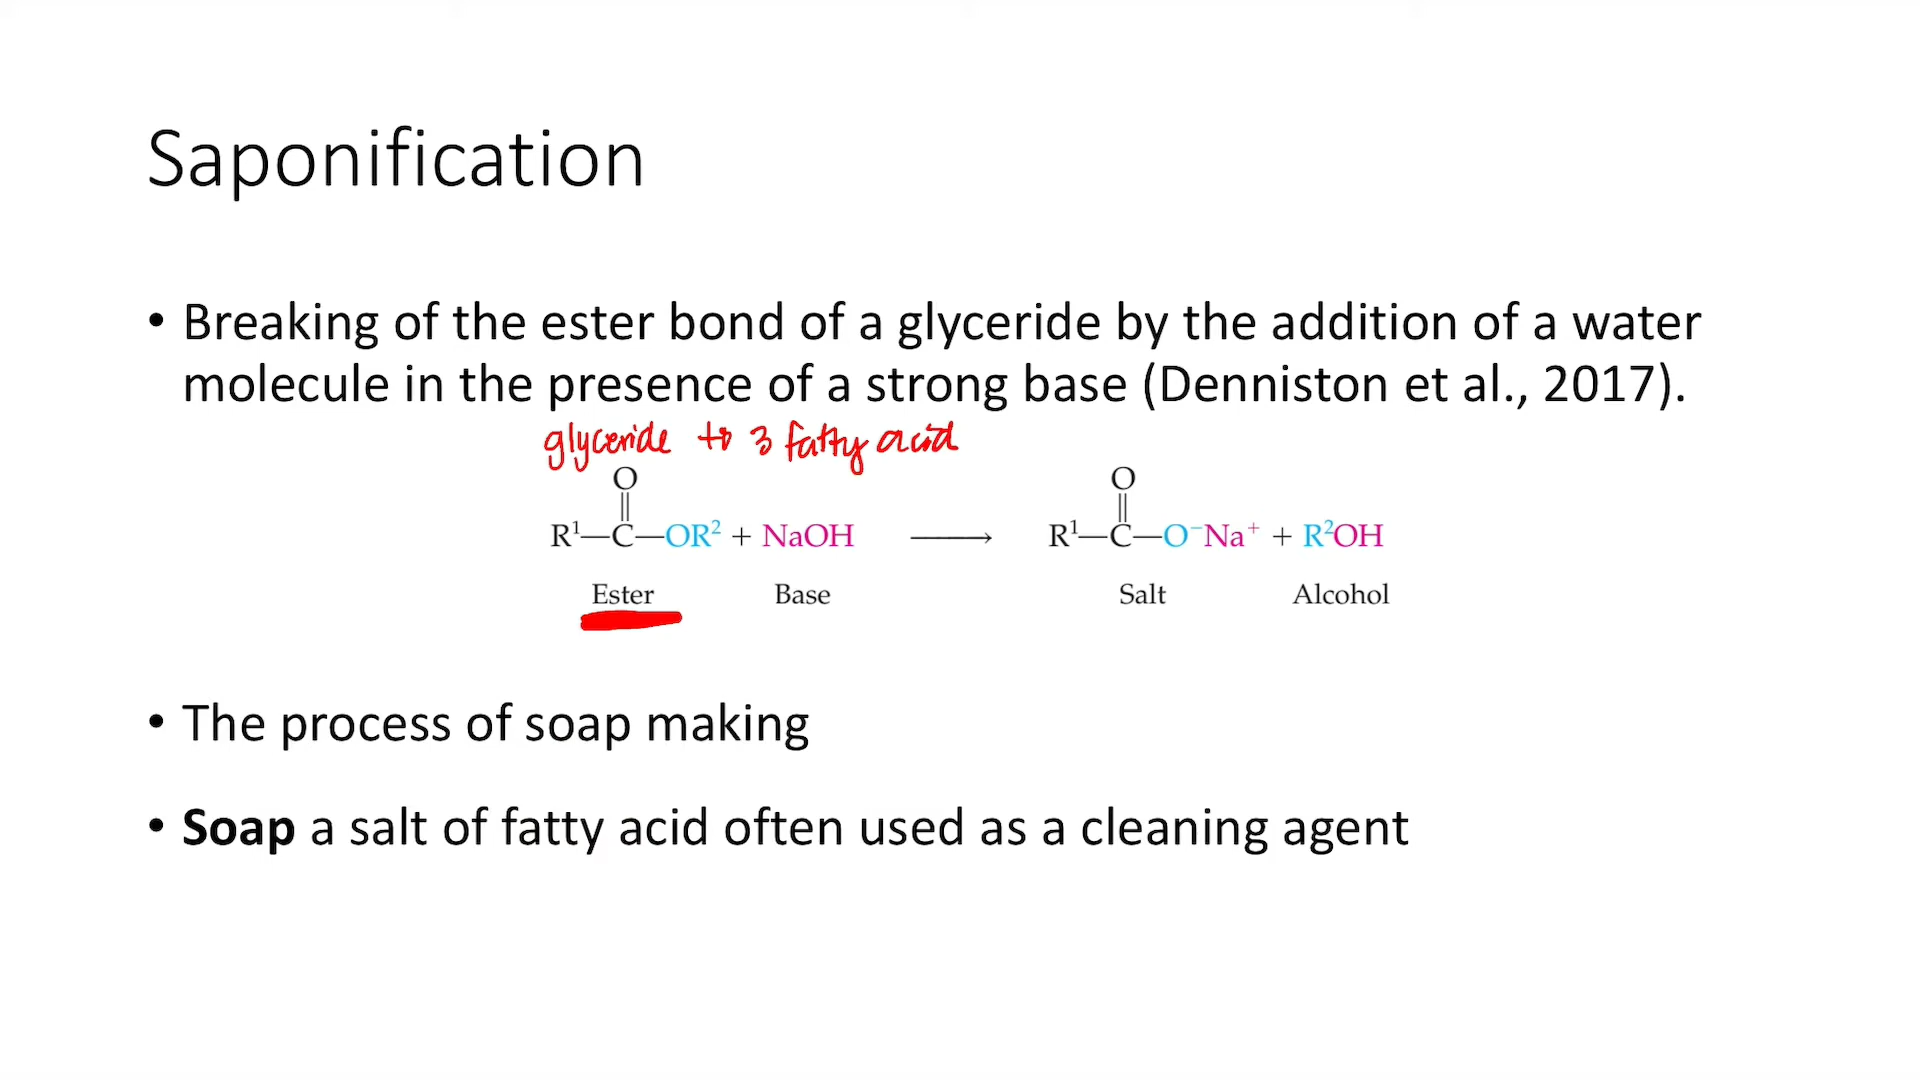 Saponification
• Breaking of the ester bond of a glyceride by the addition of a water
molecule in the presence of a strong base (Denniston et al., 2017).
glyceride to 3 fatty acid
O O
R¹—C—OR² + NaOH ⟶ R¹—C—O⁻Na⁺ + R²OH
Ester Base Salt Alcohol
• The process of soap making
• Soap a salt of fatty acid often used as a cleaning agent